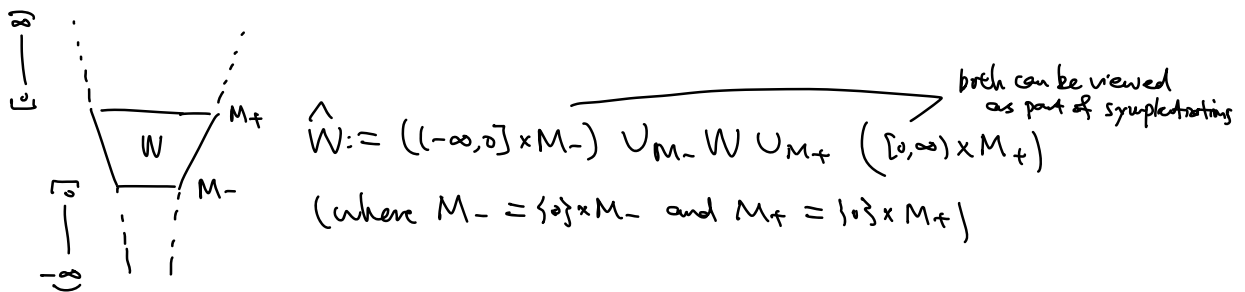 ∞)
[0
W
M+
M-
0]
(-∞
both can be viewed
as part of symplectizations
Ŵ := ((-∞,0] × M-) ∪_{M-} W ∪_{M+} ([0,∞) × M+)
(where M- = {0} × M- and M+ = {0} × M+)